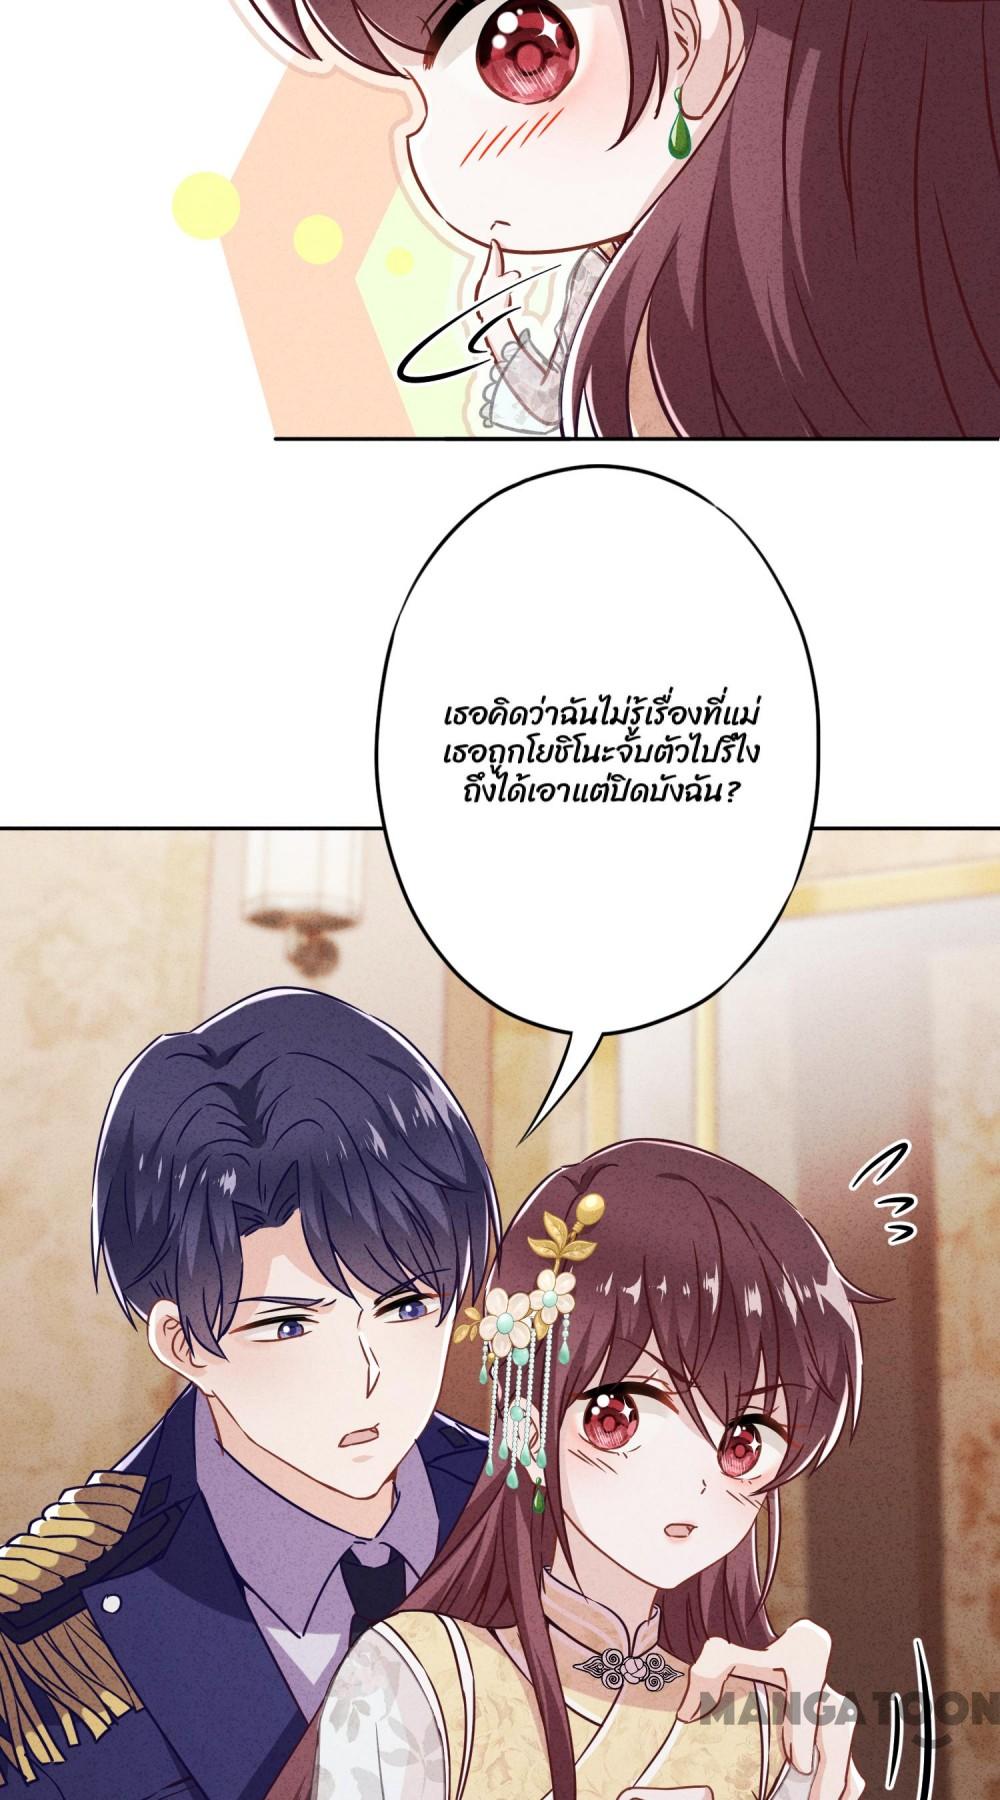 เธอคิดว่าฉันไม่รู้เรื่องที่แม่
เธอถูกโยชิโนะจับตัวไปรึไง
ถึงได้เอาแต่ปิดบังฉัน?
MANGATOON